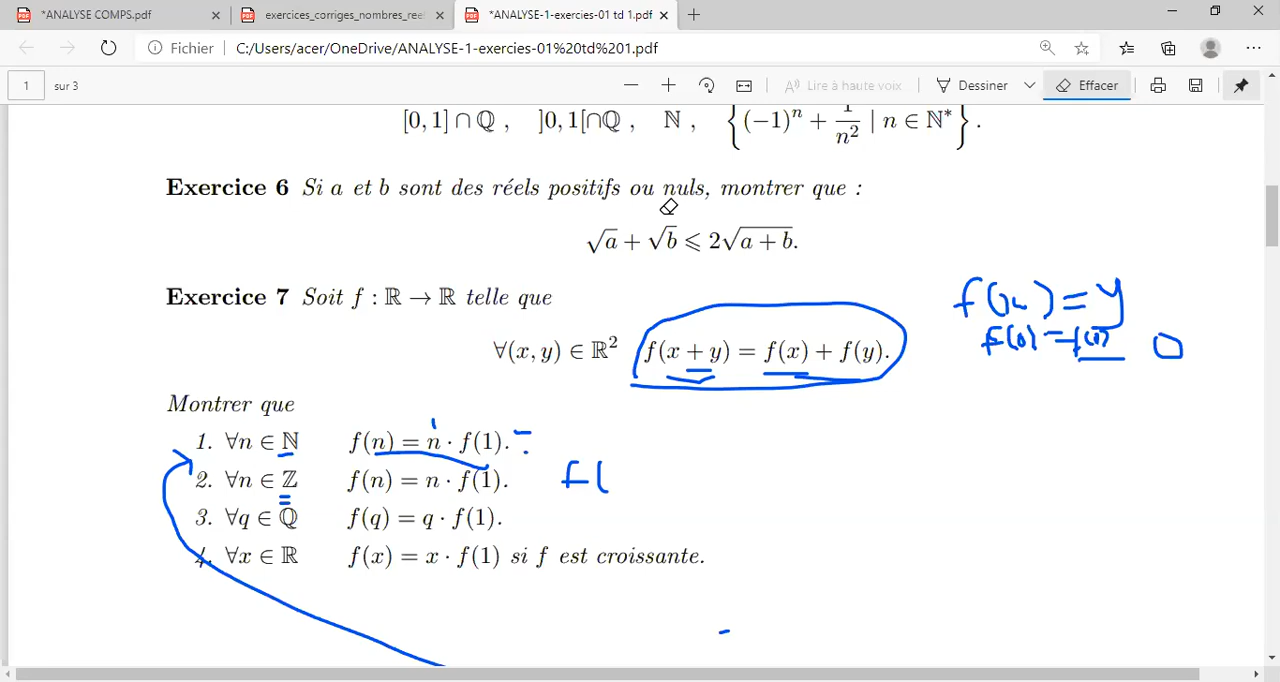 *ANALYSE COMPS.pdf
exercices_corriges_nombres_ree
*ANALYSE-1-exercies-01 td 1.pdf
Fichier
C:/Users/acer/OneDrive/ANALYSE-1-exercies-01%20td%201.pdf
1 sur 3
Lire à haute voix
Dessiner
Effacer
[0, 1] ∩ ℚ , ]0, 1[∩ℚ , ℕ , {(−1)ⁿ + 1/n² | n ∈ ℕ*} .
Exercice 6 Si a et b sont des réels positifs ou nuls, montrer que :
√a + √b ⩽ 2√(a + b).
Exercice 7 Soit f : ℝ → ℝ telle que
f(x) = y
f(0) = f(0) 0
∀(x, y) ∈ ℝ² f(x + y) = f(x) + f(y).
Montrer que
1. ∀n ∈ ℕ f(n) = n · f(1).
2. ∀n ∈ ℤ f(n) = n · f(1). f(
3. ∀q ∈ ℚ f(q) = q · f(1).
4. ∀x ∈ ℝ f(x) = x · f(1) si f est croissante.